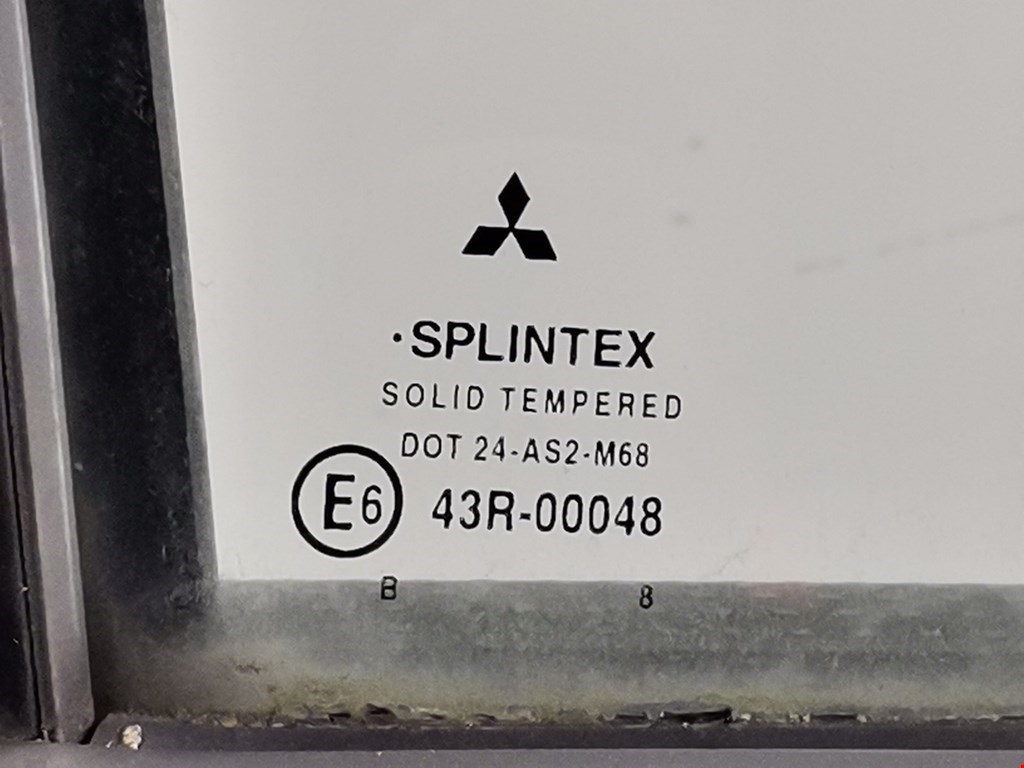 ·SPLINTEX
SOLID TEMPERED
DOT 24-AS2-M68
E6 43R-00048
B 8